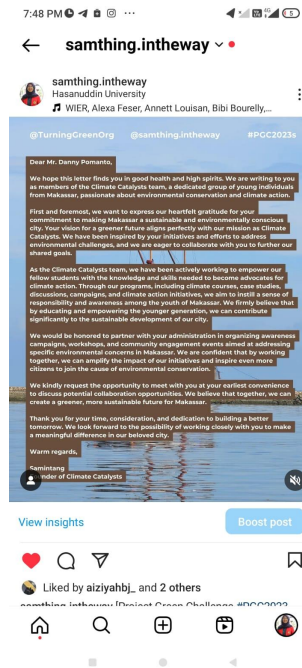 7:48 PM
samthing.intheway
samthing.intheway
Hasanuddin University
WIER, Alexa Feser, Annett Louisan, Bibi Bourelly,...
@TurningGreenOrg @samthing.intheway #PGC2023s
Dear Mr. Danny Pomanto,
We hope this letter finds you in good health and high spirits. We are writing to you
as members of the Climate Catalysts team, a dedicated group of young individuals
from Makassar, passionate about environmental conservation and climate action.
First and foremost, we want to express our heartfelt gratitude for your
commitment to making Makassar a sustainable and environmentally conscious
city. Your vision for a greener future aligns perfectly with our mission as Climate
Catalysts. We have been inspired by your initiatives and efforts to address
environmental challenges, and we are eager to collaborate with you to further our
shared goals.
As the Climate Catalysts team, we have been actively working to empower our
fellow students with the knowledge and skills needed to become advocates for
climate action. Through our programs, including climate courses, case studies,
discussions, campaigns, and climate action initiatives, we aim to instill a sense of
responsibility and awareness among the youth of Makassar. We firmly believe that
by educating and empowering the younger generation, we can contribute
significantly to the sustainable development of our city.
We would be honored to partner with your administration in organizing awareness
campaigns, workshops, and community engagement events aimed at addressing
specific environmental concerns in Makassar. We are confident that by working
together, we can amplify the impact of our initiatives and inspire even more
citizens to join the cause of environmental conservation.
We kindly request the opportunity to meet with you at your earliest convenience
to discuss potential collaboration opportunities. We believe that together, we can
create a greener, more sustainable future for Makassar.
Thank you for your time, consideration, and dedication to building a better
tomorrow. We look forward to the possibility of working closely with you to make
a meaningful difference in our beloved city.
Warm regards,
Samintang
nder of Climate Catalysts
View insights
Boost post
Liked by aiziyahbj_ and 2 others
samthing.intheway [Project Green Challenge #PGC2023